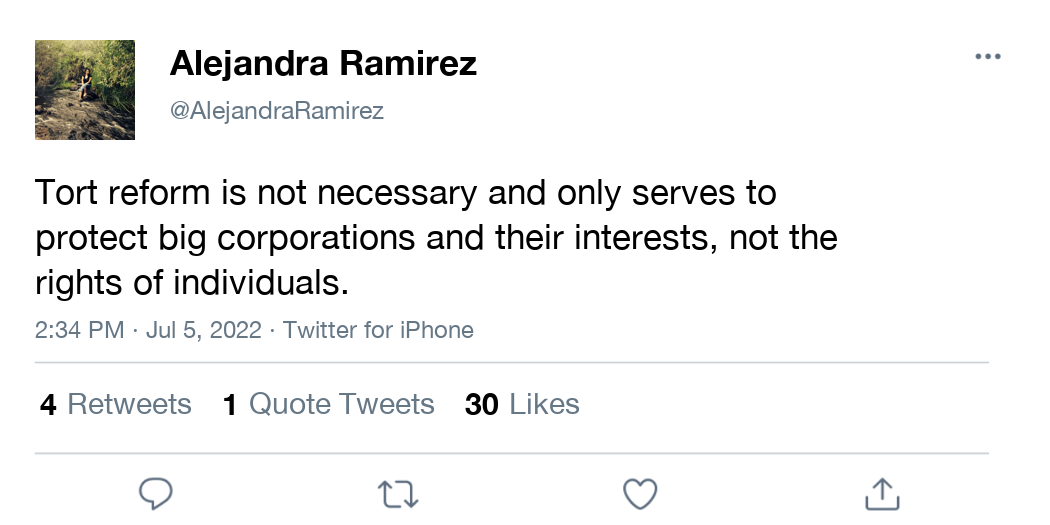 Alejandra Ramirez
@AlejandraRamirez
Tort reform is not necessary and only serves to
protect big corporations and their interests, not the
rights of individuals.
2:34 PM · Jul 5, 2022 · Twitter for iPhone
4 Retweets 1 Quote Tweets 30 Likes